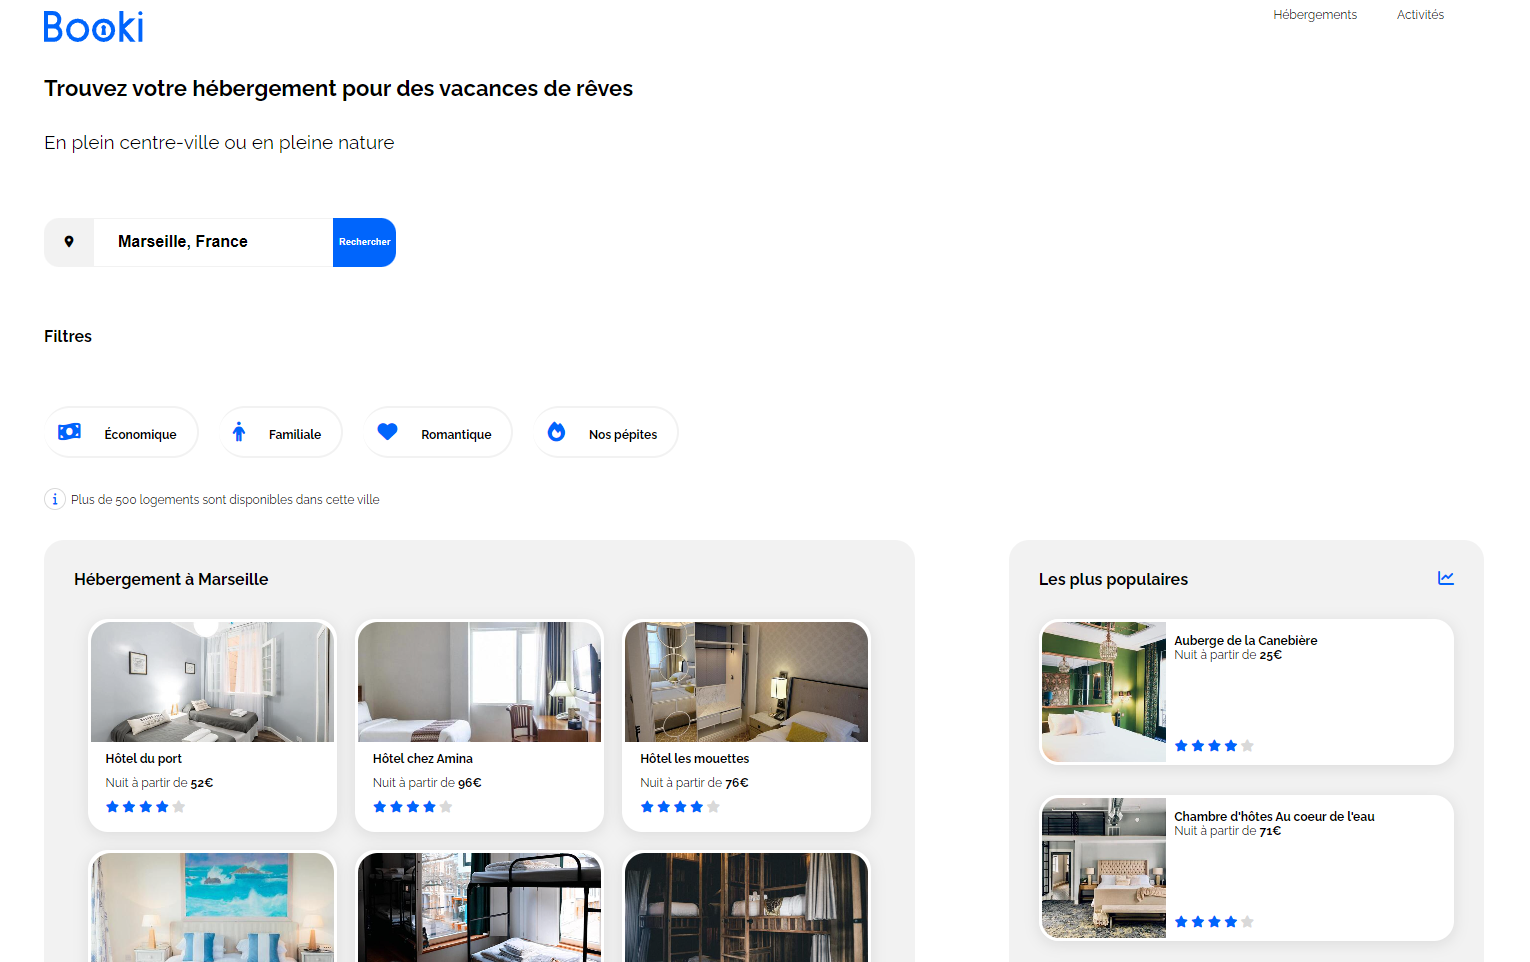 Booki
Hébergements
Activités
Trouvez votre hébergement pour des vacances de rêves
En plein centre-ville ou en pleine nature
Marseille, France
Rechercher
Filtres
Économique
Familiale
Romantique
Nos pépites
i Plus de 500 logements sont disponibles dans cette ville
Hébergement à Marseille
Hôtel du port
Nuit à partir de 52€
Hôtel chez Amina
Nuit à partir de 96€
Hôtel les mouettes
Nuit à partir de 76€
Les plus populaires
Auberge de la Canebière
Nuit à partir de 25€
Chambre d'hôtes Au coeur de l'eau
Nuit à partir de 71€